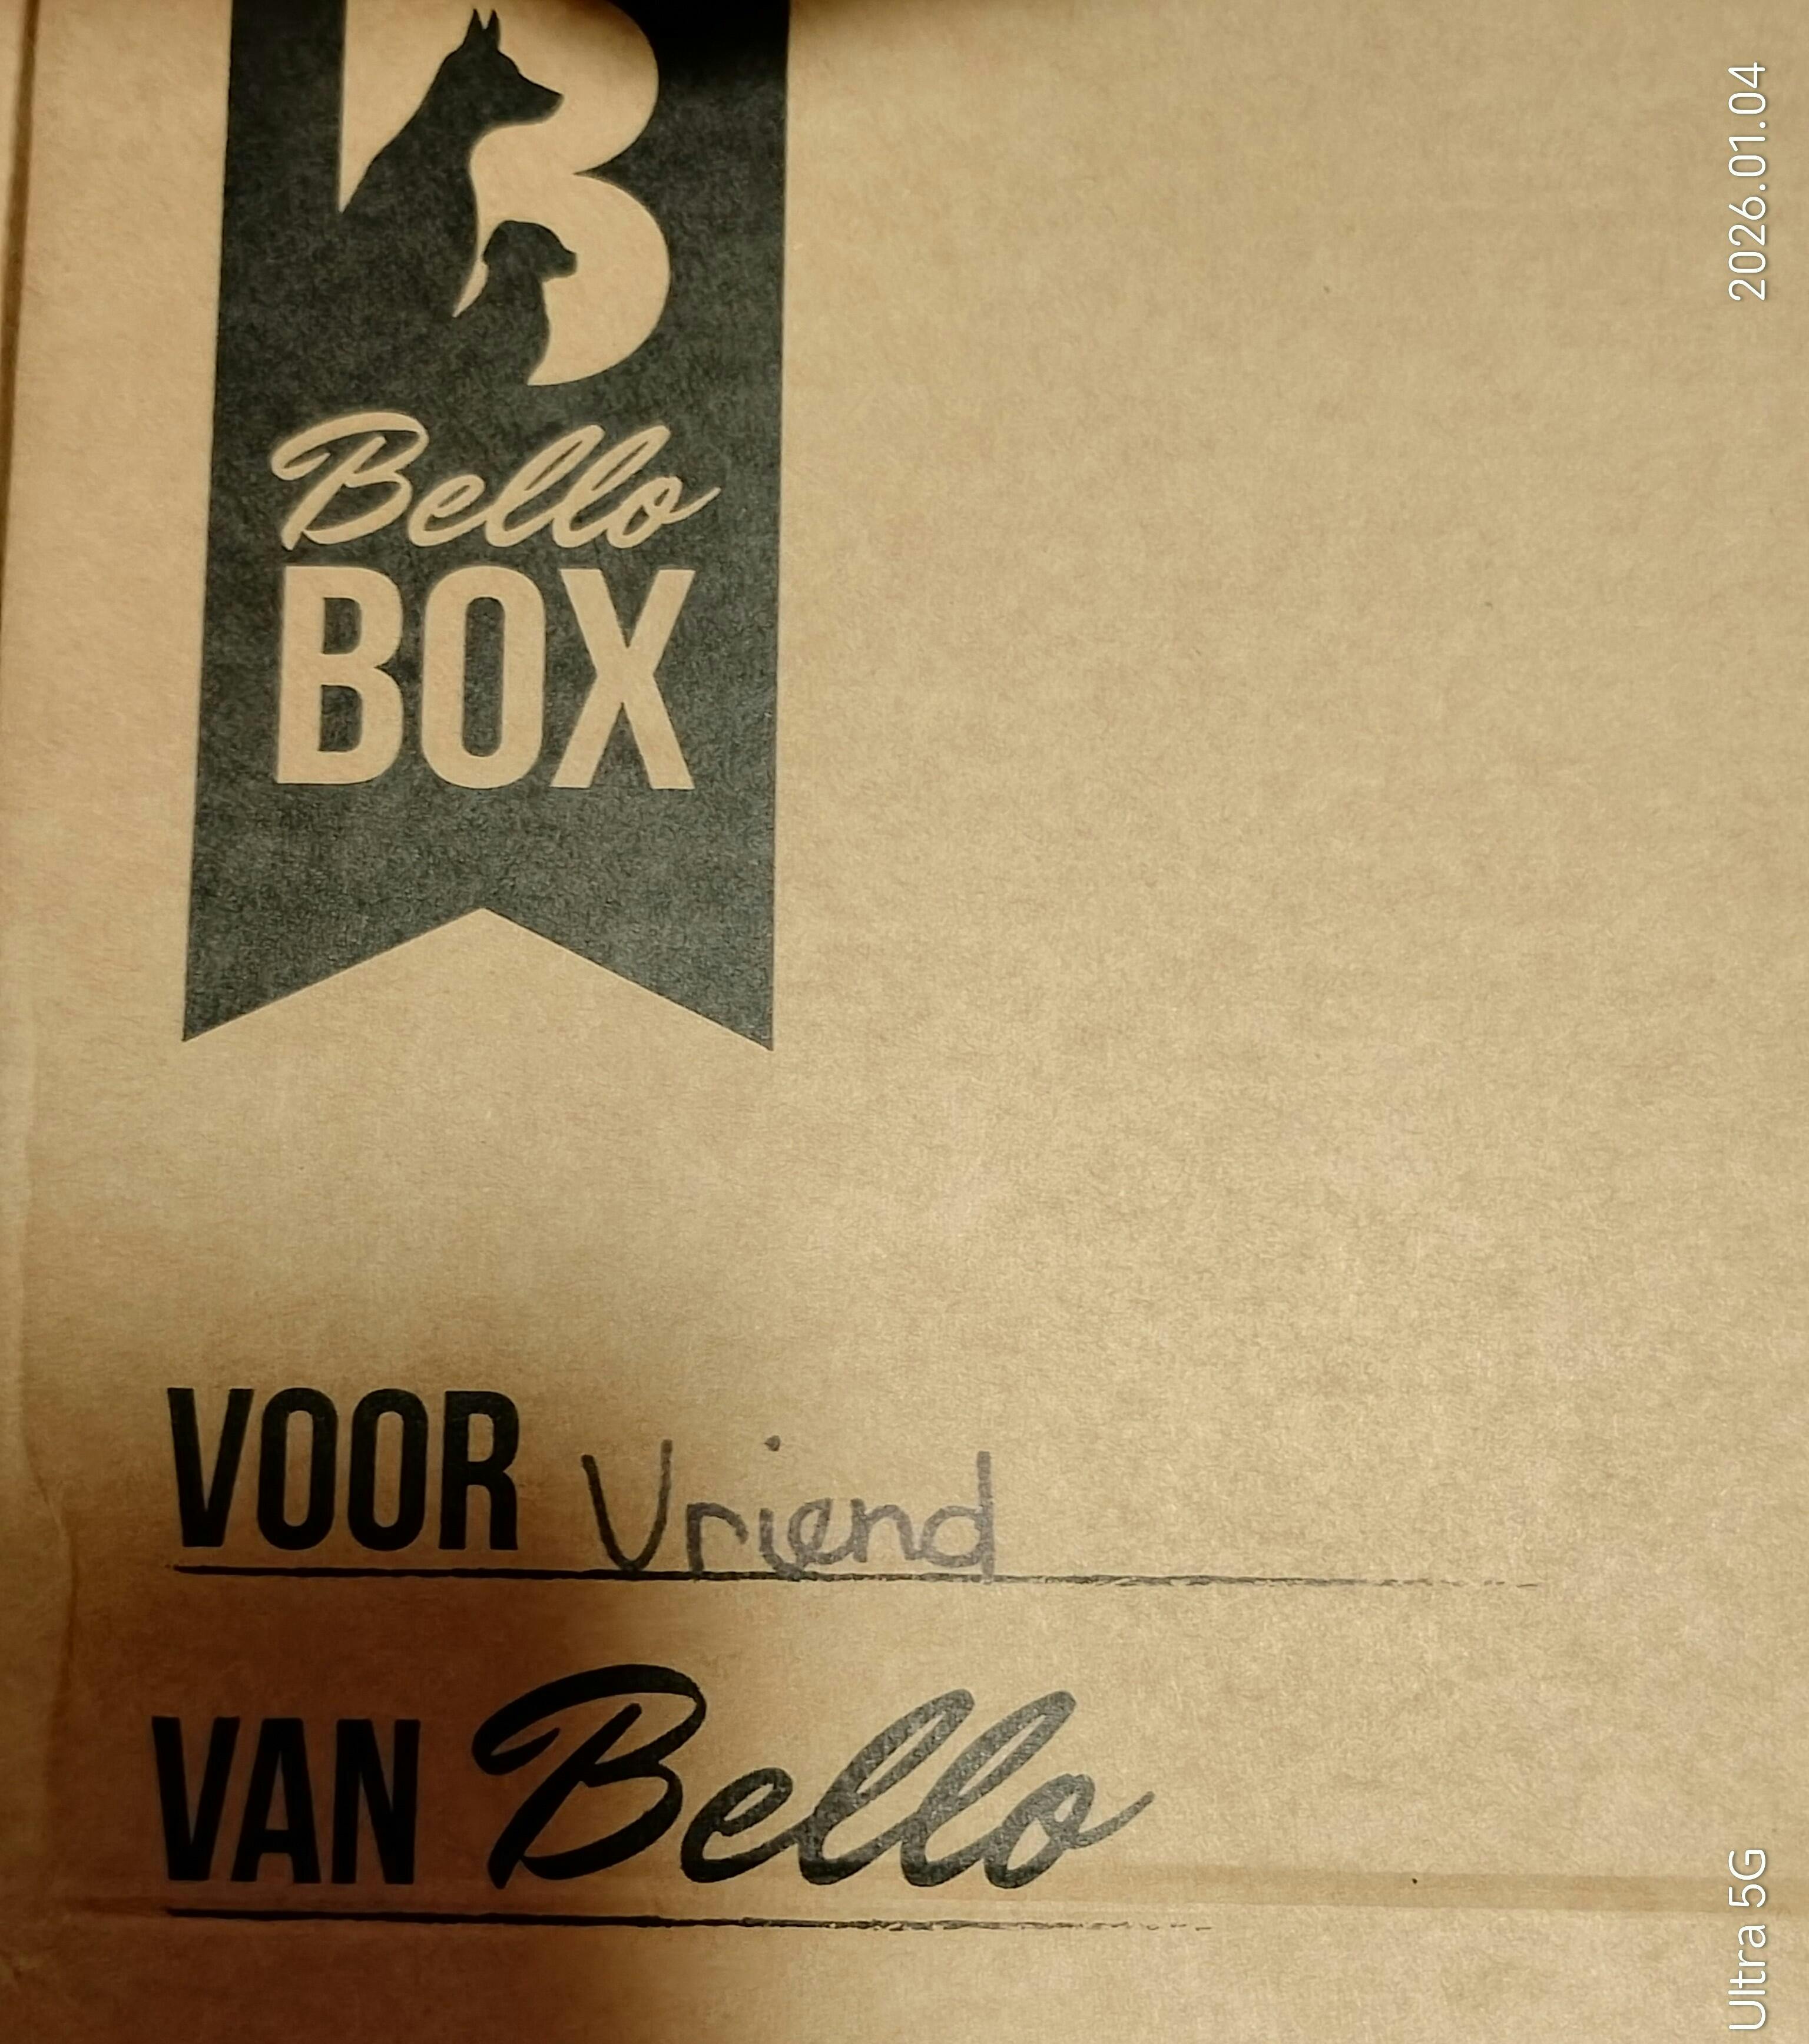 Bello
BOX
VOOR Vriend
VAN Bello
2026.01.04
Ultra 5G